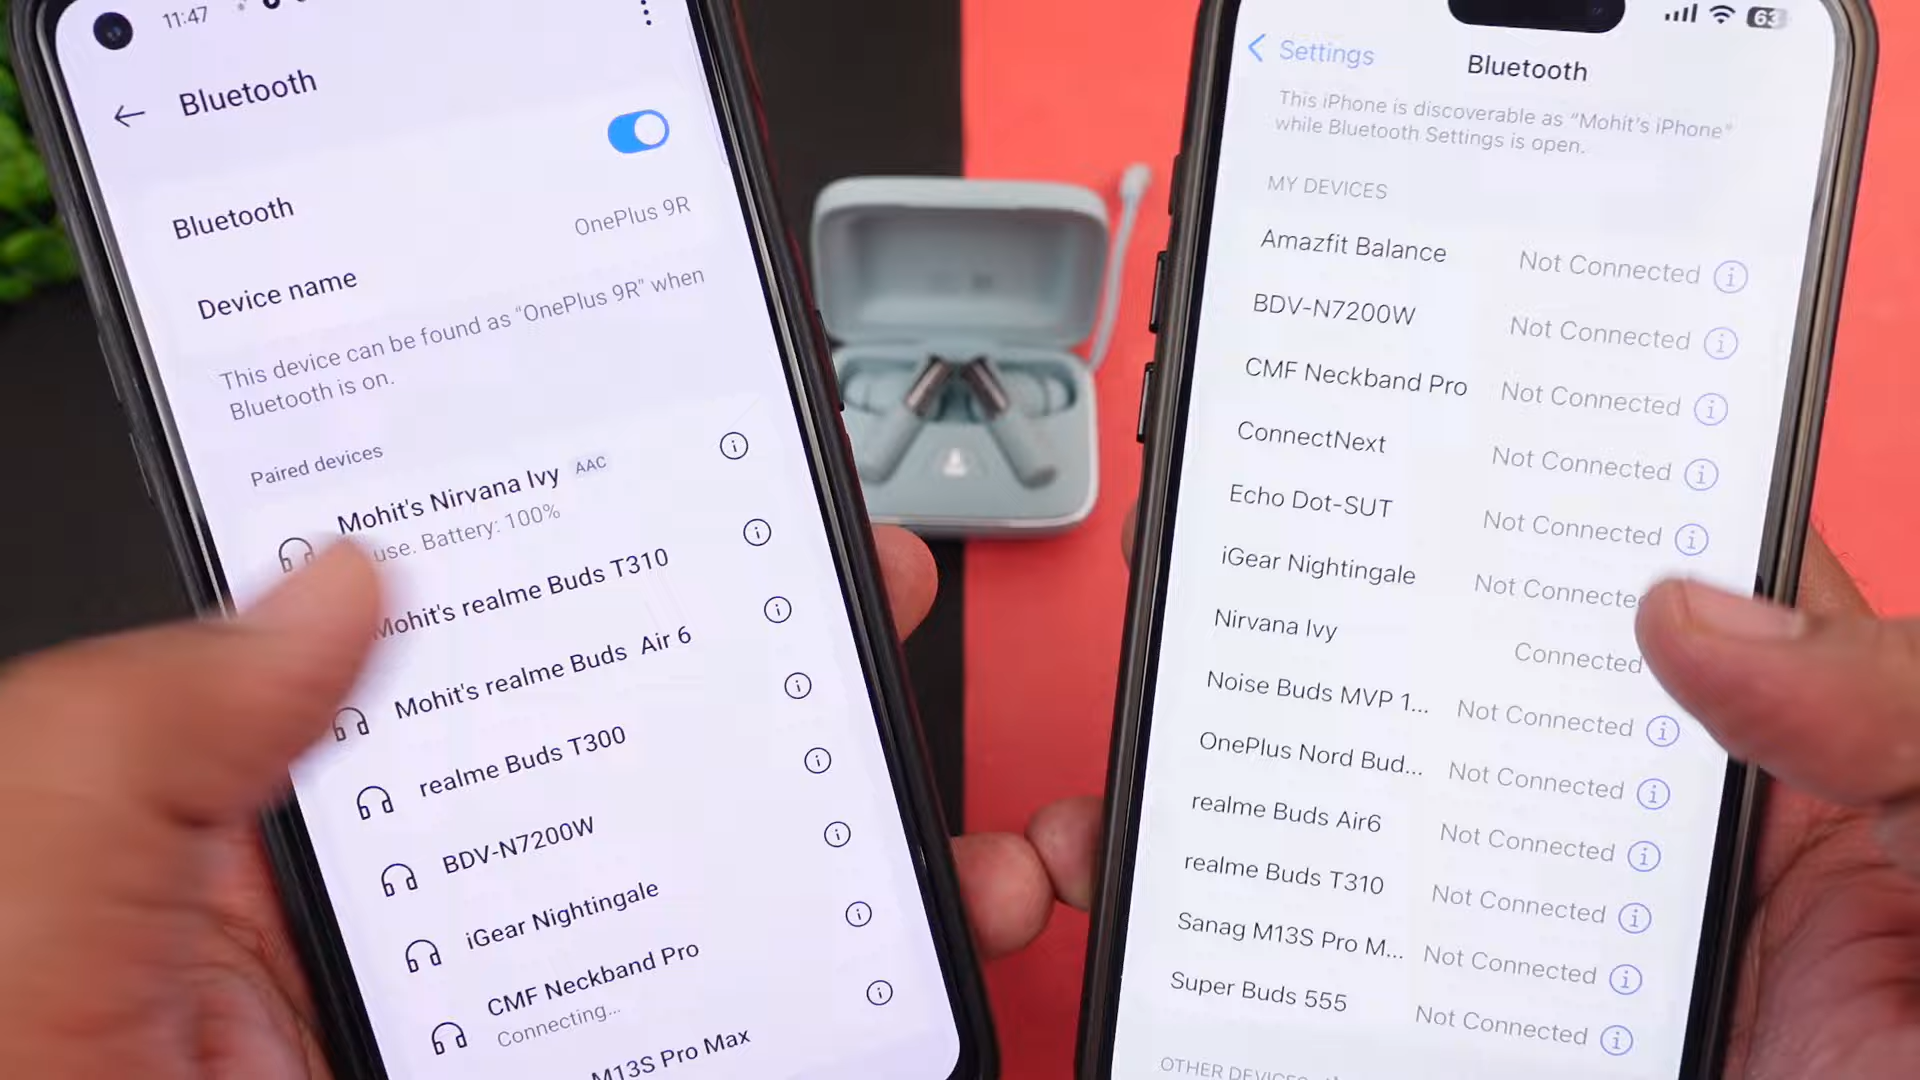 11:47
Bluetooth
Bluetooth
OnePlus 9R
Device name
This device can be found as "OnePlus 9R" when
Bluetooth is on.
Paired devices
Mohit's Nirvana Ivy AAC
use. Battery: 100%
Mohit's realme Buds T310
Mohit's realme Buds Air 6
realme Buds T300
BDV-N7200W
iGear Nightingale
CMF Neckband Pro
Connecting...
M13S Pro Max
63
Settings
Bluetooth
This iPhone is discoverable as "Mohit's iPhone"
while Bluetooth Settings is open.
MY DEVICES
Amazfit Balance Not Connected
BDV-N7200W Not Connected
CMF Neckband Pro Not Connected
ConnectNext Not Connected
Echo Dot-SUT Not Connected
iGear Nightingale Not Connecte
Nirvana Ivy Connected
Noise Buds MVP 1... Not Connected
OnePlus Nord Bud... Not Connected
realme Buds Air6 Not Connected
realme Buds T310 Not Connected
Sanag M13S Pro M... Not Connected
Super Buds 555 Not Connected
OTHER DEVICES